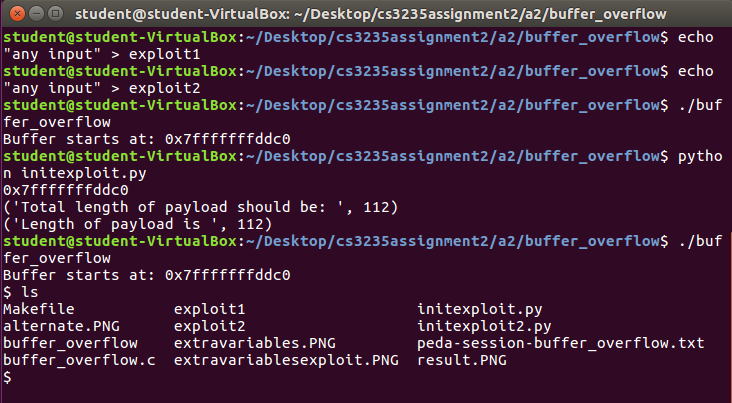 student@student-VirtualBox: ~/Desktop/cs3235assignment2/a2/buffer_overflow
student@student-VirtualBox:~/Desktop/cs3235assignment2/a2/buffer_overflow$ echo
"any input" > exploit1
student@student-VirtualBox:~/Desktop/cs3235assignment2/a2/buffer_overflow$ echo
"any input" > exploit2
student@student-VirtualBox:~/Desktop/cs3235assignment2/a2/buffer_overflow$ ./buf
fer_overflow
Buffer starts at: 0x7fffffffddc0
student@student-VirtualBox:~/Desktop/cs3235assignment2/a2/buffer_overflow$ pytho
n initexploit.py
0x7fffffffddc0
('Total length of payload should be: ', 112)
('Length of payload is ', 112)
student@student-VirtualBox:~/Desktop/cs3235assignment2/a2/buffer_overflow$ ./buf
fer_overflow
Buffer starts at: 0x7fffffffddc0
$ ls
Makefile exploit1 initexploit.py
alternate.PNG exploit2 initexploit2.py
buffer_overflow extravariables.PNG peda-session-buffer_overflow.txt
buffer_overflow.c extravariablesexploit.PNG result.PNG
$